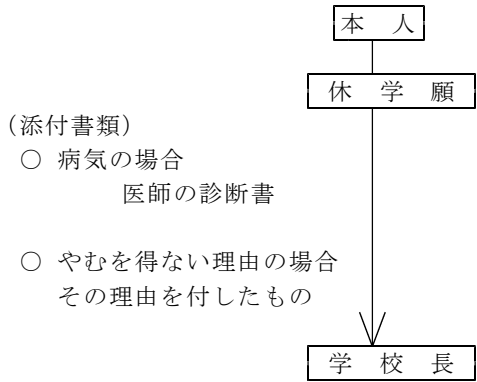 本　人
休　学　願
（添付書類）
○ 病気の場合
医師の診断書
○ やむを得ない理由の場合
その理由を付したもの
学　校　長